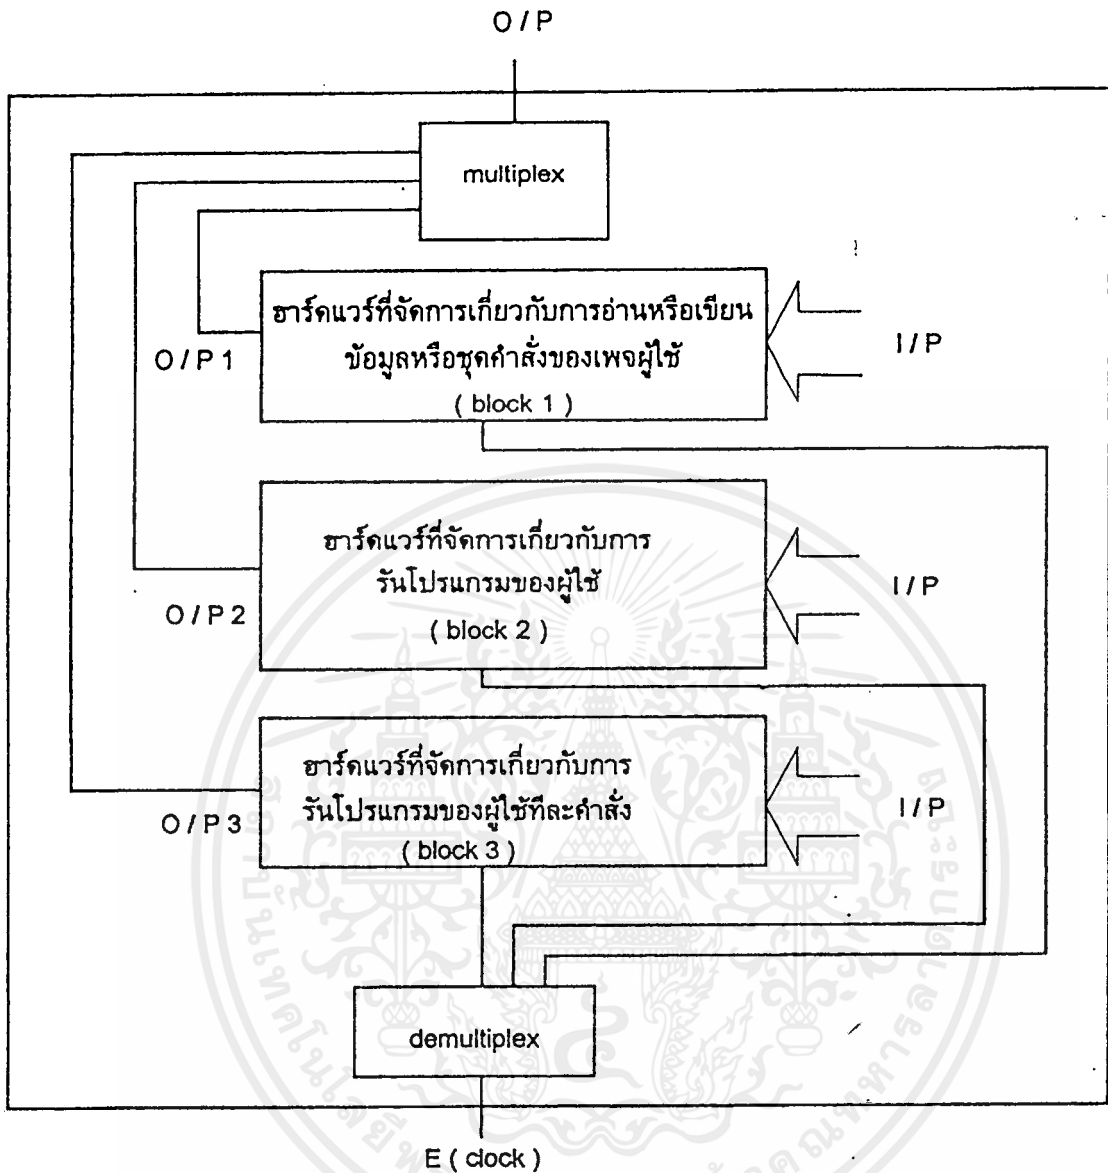 O / P
multiplex
ฮาร์ดแวร์ที่จัดการเกี่ยวกับการอ่านหรือเขียน
ข้อมูลหรือชุดคำสั่งของเพจผู้ใช้
( block 1 )
O / P 1
I / P
ฮาร์ดแวร์ที่จัดการเกี่ยวกับการ
รันโปรแกรมของผู้ใช้
( block 2 )
O / P 2
I / P
ฮาร์ดแวร์ที่จัดการเกี่ยวกับการ
รันโปรแกรมของผู้ใช้ทีละคำสั่ง
( block 3 )
O / P 3
I / P
demultiplex
E ( clock )